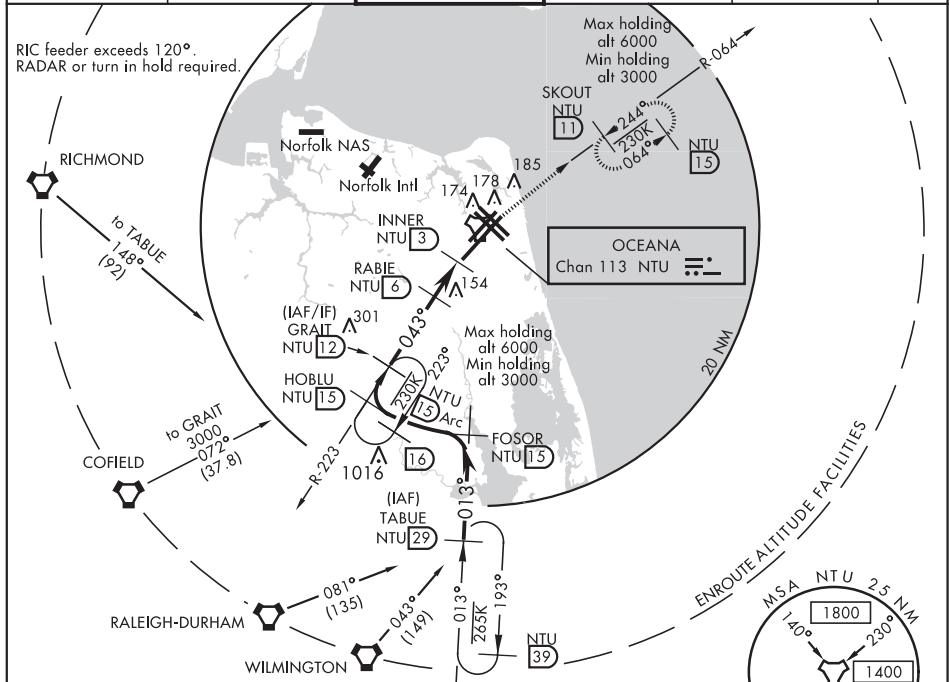 RIC feeder exceeds 120°.
RADAR or turn in hold required.
Max holding
alt 6000
Min holding
alt 3000
R-064
SKOUT
NTU
11
244°
230K
064°
NTU
15
RICHMOND
Norfolk NAS
Norfolk Intl
174
178
185
INNER
NTU 3
OCEANA
Chan 113 NTU
to TABUE
148°
(92)
RABIE
NTU 6
154
(IAF/IF)
GRAIT
NTU 12
301
043°
Max holding
alt 6000
Min holding
alt 3000
20 NM
HOBLU
NTU 15
230K
223°
NTU
15 Arc
to GRAIT
3000
072°
(37.8)
FOSOR
NTU 15
COFIELD
R-223
1016
16
(IAF)
TABUE
NTU 29
013°
ENROUTE ALTITUDE FACILITIES
RALEIGH-DURHAM
081°
(135)
043°
(149)
WILMINGTON
013°
265K
193°
NTU
39
MSA NTU 25 NM
1800
140°
230°
1400